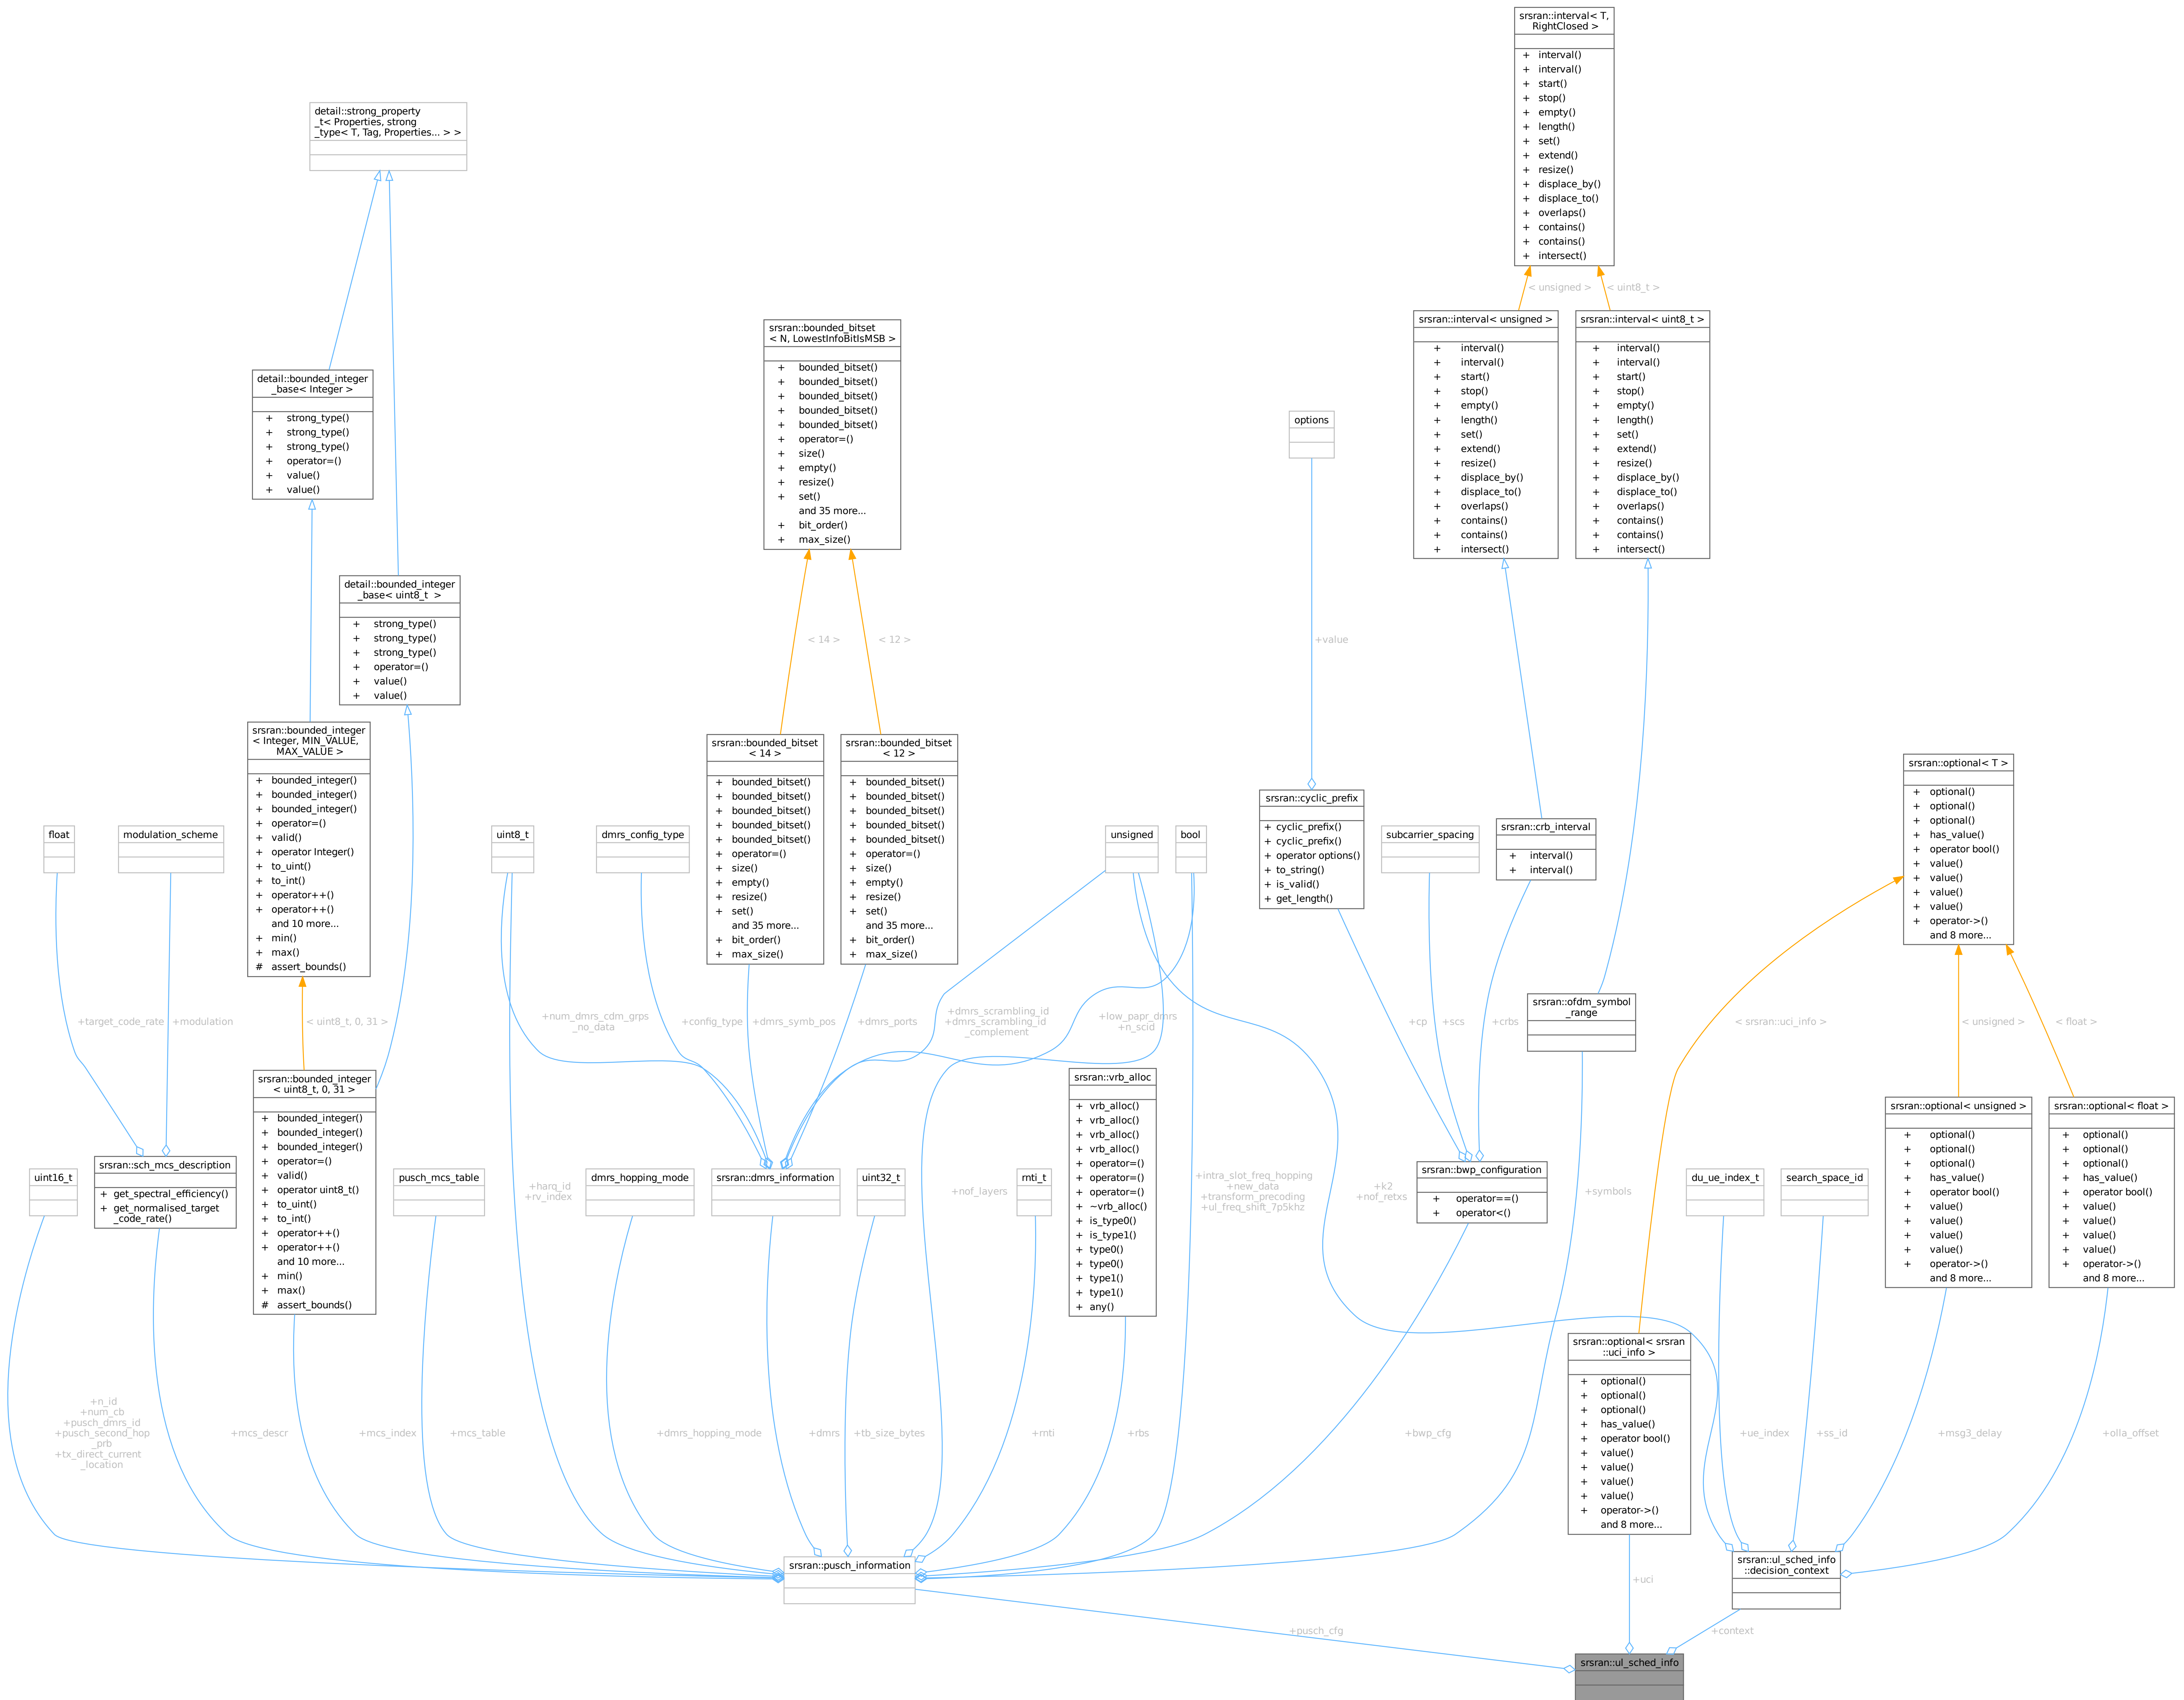 srsran::interval< T,
RightClosed >
+ interval()
+ interval()
+ start()
+ stop()
+ empty()
+ length()
+ set()
+ extend()
+ resize()
+ displace_by()
+ displace_to()
+ overlaps()
+ contains()
+ contains()
+ intersect()
detail::strong_property
_t< Properties, strong
_type< T, Tag, Properties... > >
< unsigned >
< uint8_t >
srsran::interval< unsigned >
+ interval()
+ interval()
+ start()
+ stop()
+ empty()
+ length()
+ set()
+ extend()
+ resize()
+ displace_by()
+ displace_to()
+ overlaps()
+ contains()
+ contains()
+ intersect()
srsran::interval< uint8_t >
+ interval()
+ interval()
+ start()
+ stop()
+ empty()
+ length()
+ set()
+ extend()
+ resize()
+ displace_by()
+ displace_to()
+ overlaps()
+ contains()
+ contains()
+ intersect()
srsran::bounded_bitset
< N, LowestInfoBitIsMSB >
+ bounded_bitset()
+ bounded_bitset()
+ bounded_bitset()
+ bounded_bitset()
+ bounded_bitset()
+ operator=()
+ size()
+ empty()
+ resize()
+ set()
and 35 more...
+ bit_order()
+ max_size()
detail::bounded_integer
_base< Integer >
+ strong_type()
+ strong_type()
+ strong_type()
+ operator=()
+ value()
+ value()
options
detail::bounded_integer
_base< uint8_t >
+ strong_type()
+ strong_type()
+ strong_type()
+ operator=()
+ value()
+ value()
< 14 >
< 12 >
+value
srsran::bounded_integer
< Integer, MIN_VALUE,
MAX_VALUE >
+ bounded_integer()
+ bounded_integer()
+ bounded_integer()
+ operator=()
+ valid()
+ operator Integer()
+ to_uint()
+ to_int()
+ operator++()
+ operator++()
and 10 more...
+ min()
+ max()
# assert_bounds()
srsran::bounded_bitset
< 14 >
+ bounded_bitset()
+ bounded_bitset()
+ bounded_bitset()
+ bounded_bitset()
+ bounded_bitset()
+ operator=()
+ size()
+ empty()
+ resize()
+ set()
and 35 more...
+ bit_order()
+ max_size()
srsran::bounded_bitset
< 12 >
+ bounded_bitset()
+ bounded_bitset()
+ bounded_bitset()
+ bounded_bitset()
+ bounded_bitset()
+ operator=()
+ size()
+ empty()
+ resize()
+ set()
and 35 more...
+ bit_order()
+ max_size()
srsran::optional< T >
+ optional()
+ optional()
+ optional()
+ has_value()
+ operator bool()
+ value()
+ value()
+ value()
+ value()
+ operator->()
and 8 more...
srsran::cyclic_prefix
+ cyclic_prefix()
+ cyclic_prefix()
+ operator options()
+ to_string()
+ is_valid()
+ get_length()
float
modulation_scheme
uint8_t
dmrs_config_type
unsigned
bool
subcarrier_spacing
srsran::crb_interval
+ interval()
+ interval()
srsran::ofdm_symbol
_range
+target_code_rate
+modulation
< uint8_t, 0, 31 >
+num_dmrs_cdm_grps
_no_data
+config_type
+dmrs_symb_pos
+dmrs_ports
+dmrs_scrambling_id
+dmrs_scrambling_id
_complement
+low_papr_dmrs
+n_scid
+cp
+scs
+crbs
< srsran::uci_info >
< unsigned >
< float >
srsran::bounded_integer
< uint8_t, 0, 31 >
+ bounded_integer()
+ bounded_integer()
+ bounded_integer()
+ operator=()
+ valid()
+ operator uint8_t()
+ to_uint()
+ to_int()
+ operator++()
+ operator++()
and 10 more...
+ min()
+ max()
# assert_bounds()
srsran::vrb_alloc
+ vrb_alloc()
+ vrb_alloc()
+ vrb_alloc()
+ vrb_alloc()
+ operator=()
+ operator=()
+ operator=()
+ ~vrb_alloc()
+ is_type0()
+ is_type1()
+ type0()
+ type0()
+ type1()
+ type1()
+ any()
srsran::optional< unsigned >
+ optional()
+ optional()
+ optional()
+ has_value()
+ operator bool()
+ value()
+ value()
+ value()
+ value()
+ operator->()
and 8 more...
srsran::optional< float >
+ optional()
+ optional()
+ optional()
+ has_value()
+ operator bool()
+ value()
+ value()
+ value()
+ value()
+ operator->()
and 8 more...
uint16_t
srsran::sch_mcs_description
+ get_spectral_efficiency()
+ get_normalised_target
_code_rate()
pusch_mcs_table
+harq_id
+rv_index
dmrs_hopping_mode
srsran::dmrs_information
uint32_t
+nof_layers
rnti_t
+intra_slot_freq_hopping
+new_data
+transform_precoding
+ul_freq_shift_7p5khz
+k2
+nof_retxs
srsran::bwp_configuration
+ operator==()
+ operator<()
+symbols
du_ue_index_t
search_space_id
srsran::optional< srsran
::uci_info >
+ optional()
+ optional()
+ optional()
+ has_value()
+ operator bool()
+ value()
+ value()
+ value()
+ value()
+ operator->()
and 8 more...
+n_id
+num_cb
+pusch_dmrs_id
+pusch_second_hop
_prb
+tx_direct_current
_location
+mcs_descr
+mcs_index
+mcs_table
+dmrs_hopping_mode
+dmrs
+tb_size_bytes
+rnti
+rbs
+bwp_cfg
+ue_index
+ss_id
+msg3_delay
+olla_offset
srsran::pusch_information
srsran::ul_sched_info
::decision_context
+uci
+pusch_cfg
+context
srsran::ul_sched_info